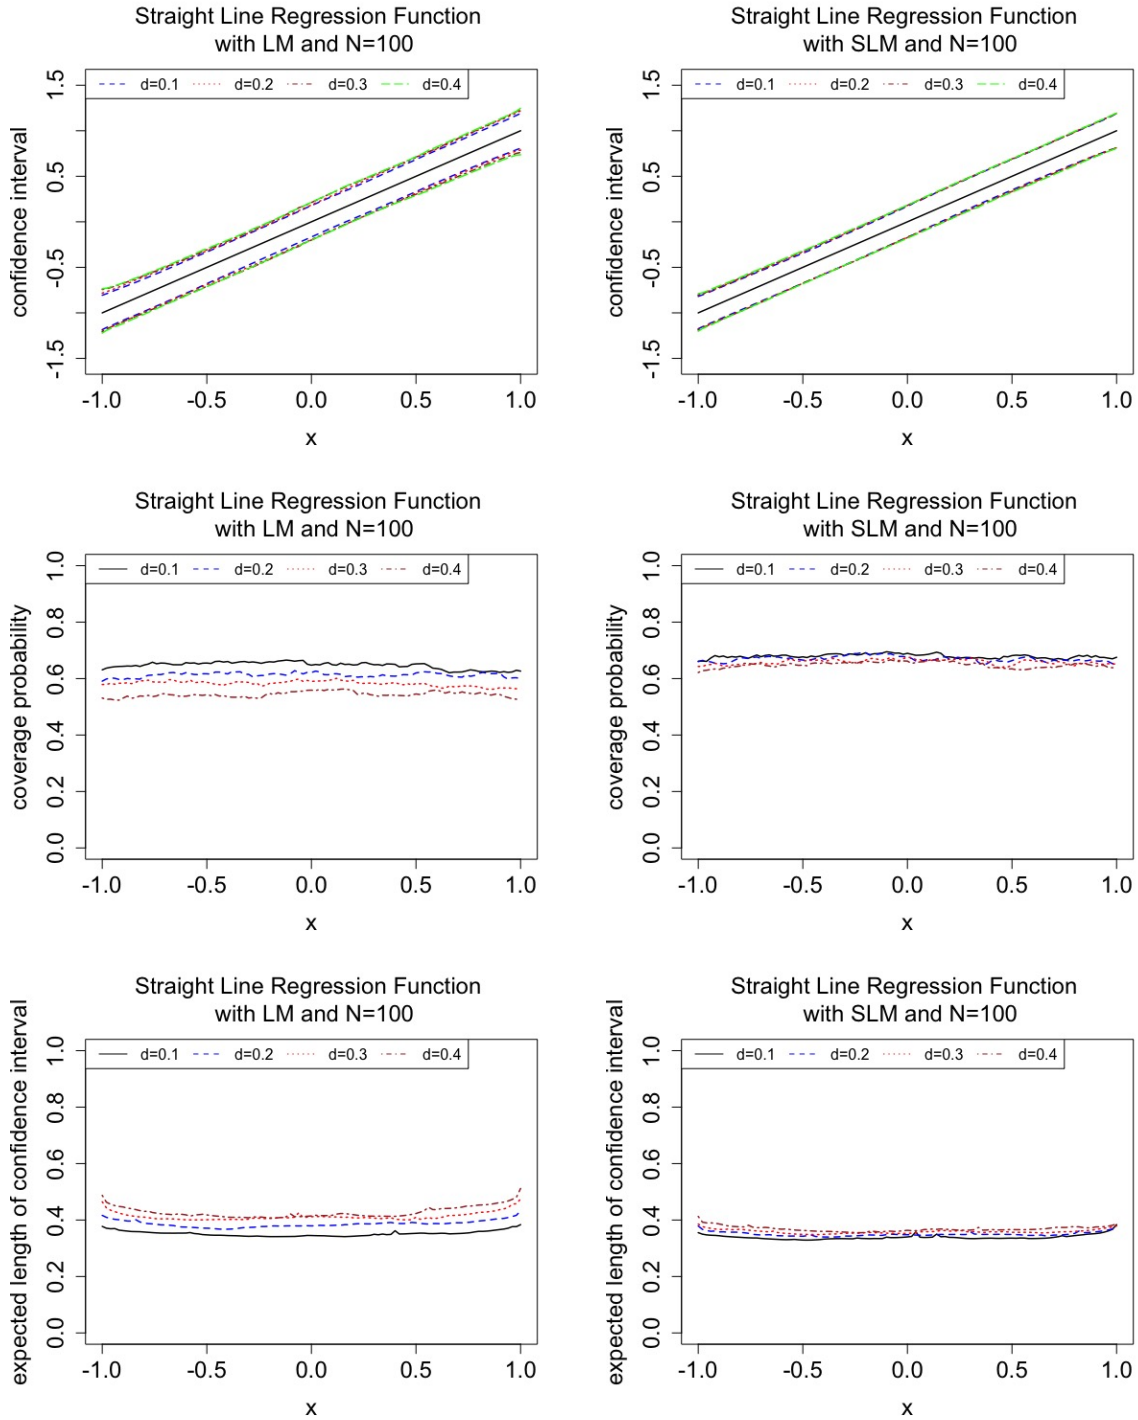 Straight Line Regression Function
with LM and N=100
d=0.1 d=0.2 d=0.3 d=0.4
confidence interval
1.5
0.5
-0.5
-1.5
-1.0 -0.5 0.0 0.5 1.0
x
Straight Line Regression Function
with SLM and N=100
d=0.1 d=0.2 d=0.3 d=0.4
confidence interval
1.5
0.5
-0.5
-1.5
-1.0 -0.5 0.0 0.5 1.0
x
Straight Line Regression Function
with LM and N=100
d=0.1 d=0.2 d=0.3 d=0.4
coverage probability
1.0
0.8
0.6
0.4
0.2
0.0
-1.0 -0.5 0.0 0.5 1.0
x
Straight Line Regression Function
with SLM and N=100
d=0.1 d=0.2 d=0.3 d=0.4
coverage probability
1.0
0.8
0.6
0.4
0.2
0.0
-1.0 -0.5 0.0 0.5 1.0
x
Straight Line Regression Function
with LM and N=100
d=0.1 d=0.2 d=0.3 d=0.4
expected length of confidence interval
1.0
0.8
0.6
0.4
0.2
0.0
-1.0 -0.5 0.0 0.5 1.0
x
Straight Line Regression Function
with SLM and N=100
d=0.1 d=0.2 d=0.3 d=0.4
expected length of confidence interval
1.0
0.8
0.6
0.4
0.2
0.0
-1.0 -0.5 0.0 0.5 1.0
x